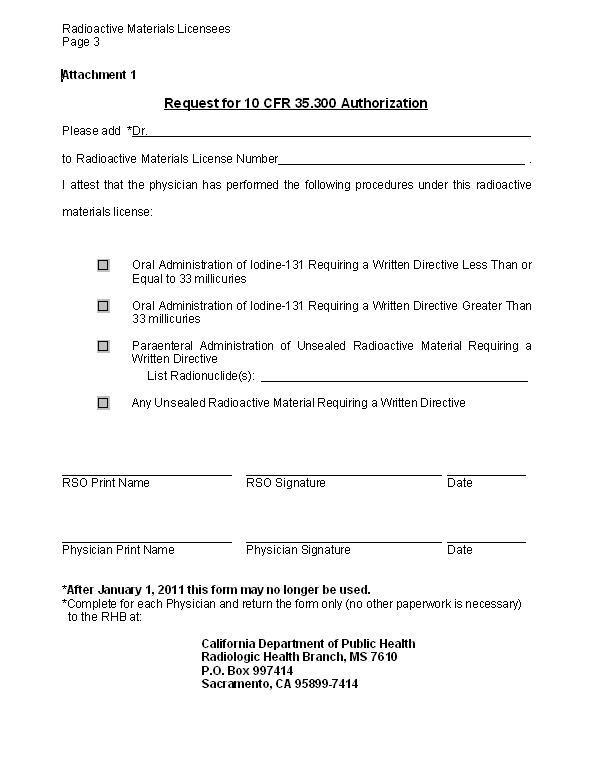 Radioactive Materials Licensees
Page 3
Attachment 1
Request for 10 CFR 35.300 Authorization
Please add *Dr.
to Radioactive Materials License Number .
I attest that the physician has performed the following procedures under this radioactive
materials license:
Oral Administration of Iodine-131 Requiring a Written Directive Less Than or
Equal to 33 millicuries
Oral Administration of Iodine-131 Requiring a Written Directive Greater Than
33 millicuries
Paraenteral Administration of Unsealed Radioactive Material Requiring a
Written Directive
List Radionuclide(s):
Any Unsealed Radioactive Material Requiring a Written Directive
RSO Print Name RSO Signature Date
Physician Print Name Physician Signature Date
*After January 1, 2011 this form may no longer be used.
*Complete for each Physician and return the form only (no other paperwork is necessary)
to the RHB at:
California Department of Public Health
Radiologic Health Branch, MS 7610
P.O. Box 997414
Sacramento, CA 95899-7414